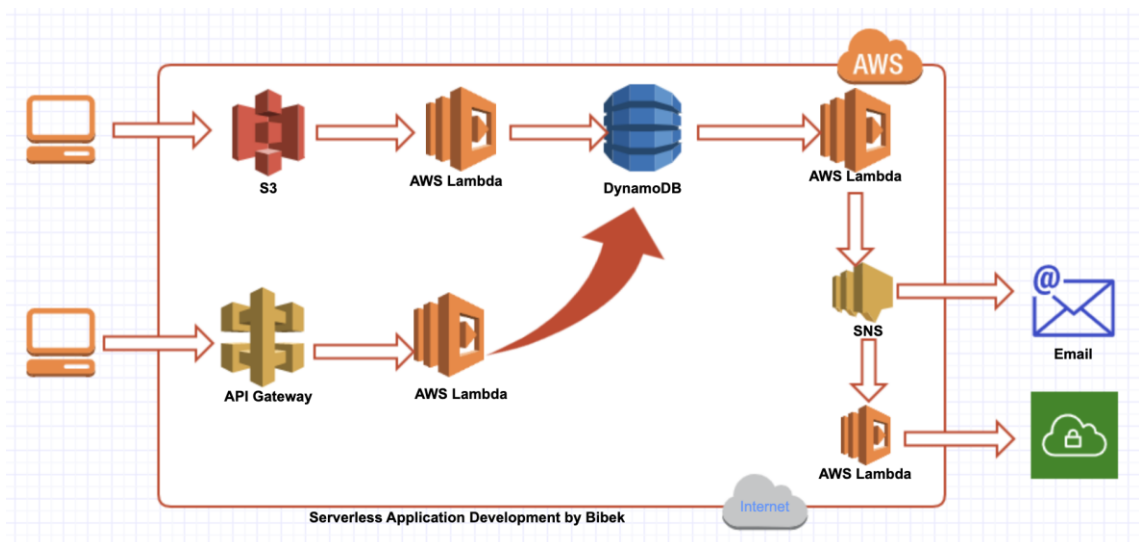 AWS
S3
AWS Lambda
DynamoDB
AWS Lambda
SNS
@
Email
API Gateway
AWS Lambda
AWS Lambda
Internet
Serverless Application Development by Bibek